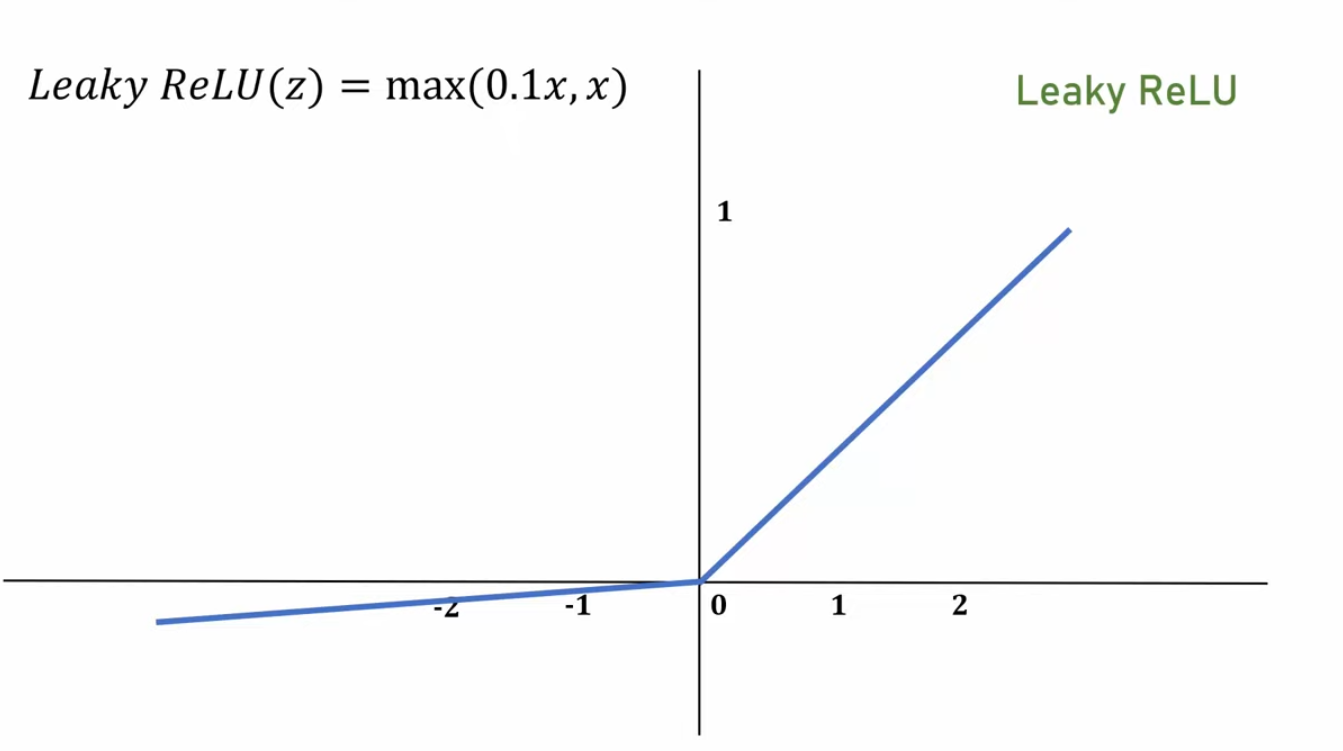 Leaky ReLU(z) = max(0.1x, x)
Leaky ReLU
1
-2 -1 0 1 2